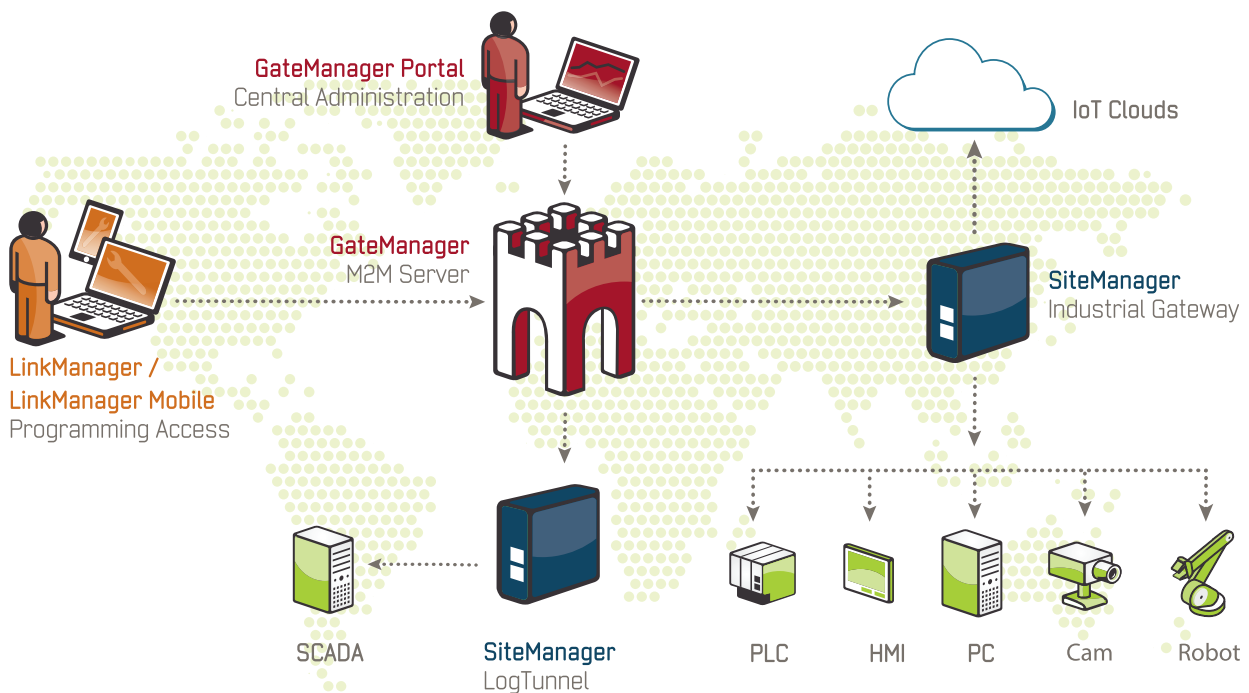 GateManager Portal
Central Administration
IoT Clouds
GateManager
M2M Server
SiteManager
Industrial Gateway
LinkManager /
LinkManager Mobile
Programming Access
SCADA
SiteManager
LogTunnel
PLC
HMI
PC
Cam
Robot